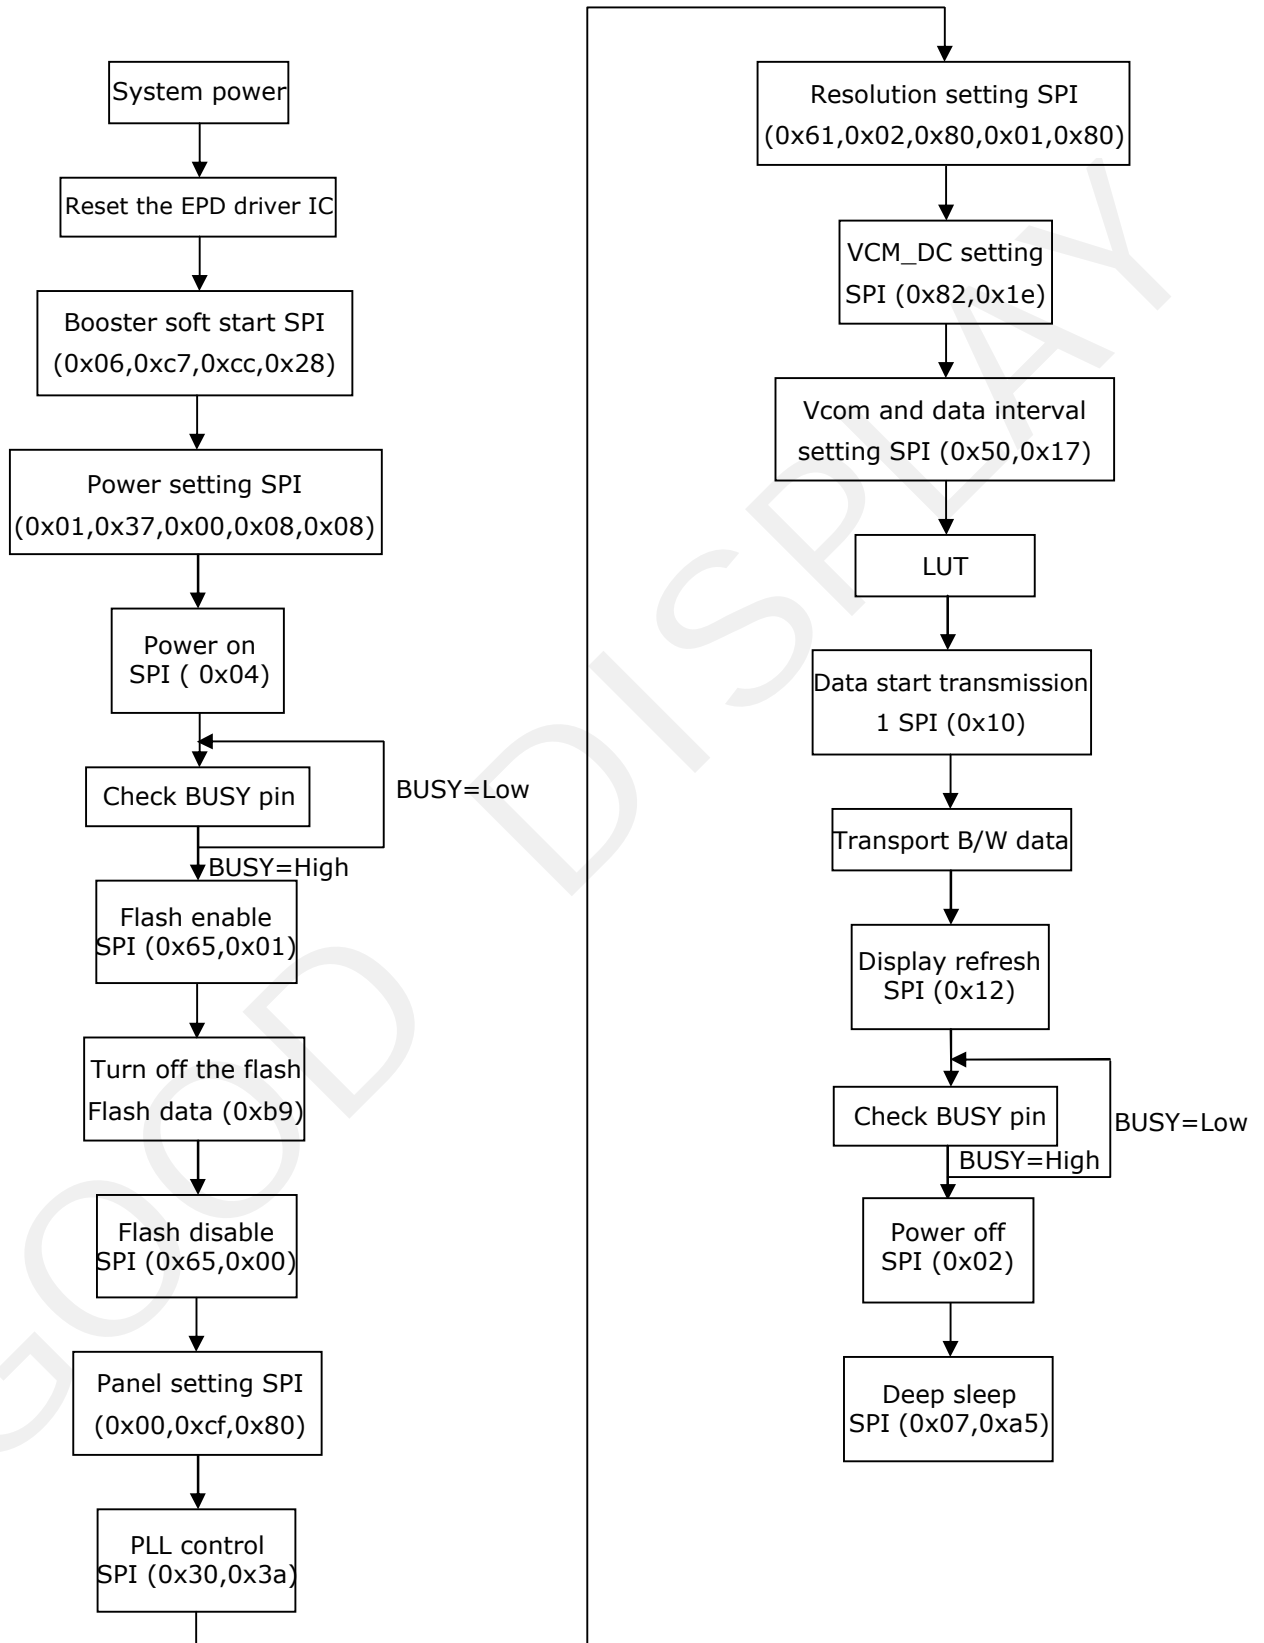 System power
Reset the EPD driver IC
Booster soft start SPI
(0x06,0xc7,0xcc,0x28)
Power setting SPI
(0x01,0x37,0x00,0x08,0x08)
Power on
SPI ( 0x04)
Check BUSY pin
BUSY=Low
BUSY=High
Flash enable
SPI (0x65,0x01)
Turn off the flash
Flash data (0xb9)
Flash disable
SPI (0x65,0x00)
Panel setting SPI
(0x00,0xcf,0x80)
PLL control
SPI (0x30,0x3a)
Resolution setting SPI
(0x61,0x02,0x80,0x01,0x80)
VCM_DC setting
SPI (0x82,0x1e)
Vcom and data interval
setting SPI (0x50,0x17)
LUT
Data start transmission
1 SPI (0x10)
Transport B/W data
Display refresh
SPI (0x12)
Check BUSY pin
BUSY=Low
BUSY=High
Power off
SPI (0x02)
Deep sleep
SPI (0x07,0xa5)
GOOD DISPLAY